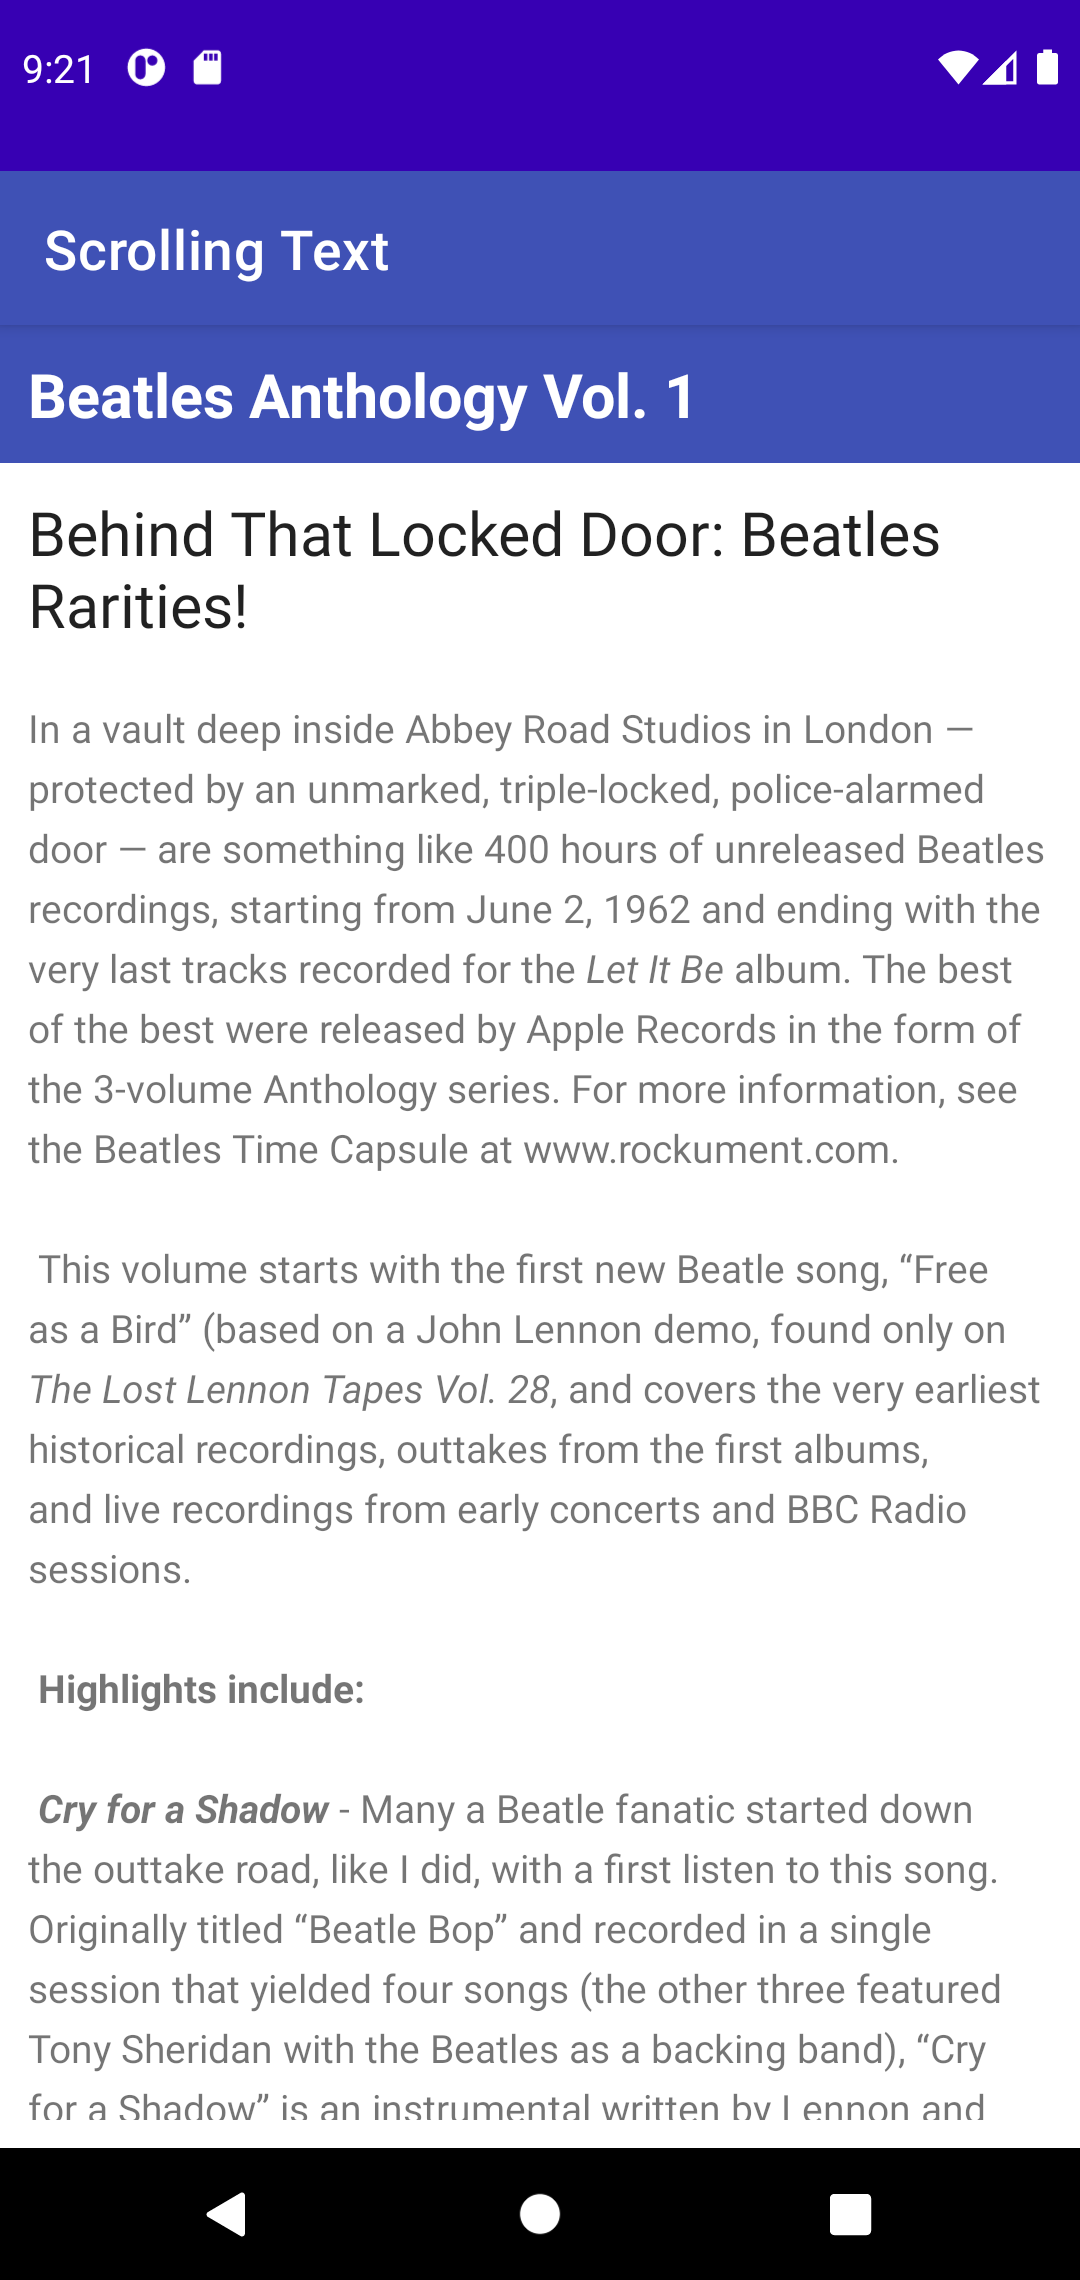 9:21
Scrolling Text
Beatles Anthology Vol. 1
Behind That Locked Door: Beatles
Rarities!
In a vault deep inside Abbey Road Studios in London —
protected by an unmarked, triple-locked, police-alarmed
door — are something like 400 hours of unreleased Beatles
recordings, starting from June 2, 1962 and ending with the
very last tracks recorded for the Let It Be album. The best
of the best were released by Apple Records in the form of
the 3-volume Anthology series. For more information, see
the Beatles Time Capsule at www.rockument.com.
This volume starts with the first new Beatle song, “Free
as a Bird” (based on a John Lennon demo, found only on
The Lost Lennon Tapes Vol. 28, and covers the very earliest
historical recordings, outtakes from the first albums,
and live recordings from early concerts and BBC Radio
sessions.
Highlights include:
Cry for a Shadow - Many a Beatle fanatic started down
the outtake road, like I did, with a first listen to this song.
Originally titled “Beatle Bop” and recorded in a single
session that yielded four songs (the other three featured
Tony Sheridan with the Beatles as a backing band), “Cry
for a Shadow” is an instrumental written by Lennon and